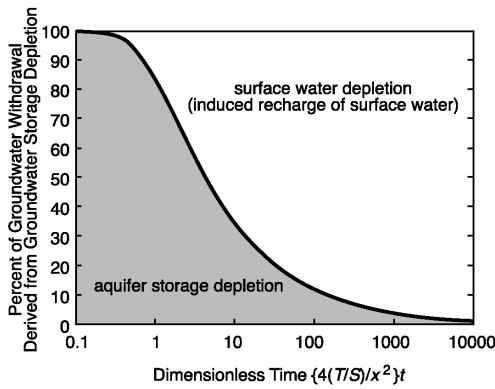 Percent of Groundwater Withdrawal
Derived from Groundwater Storage Depletion
100
90
80
70
60
50
40
30
20
10
0
surface water depletion
(induced recharge of surface water)
aquifer storage depletion
0.1 1 10 100 1000 10000
Dimensionless Time {4(T/S)/x²}t